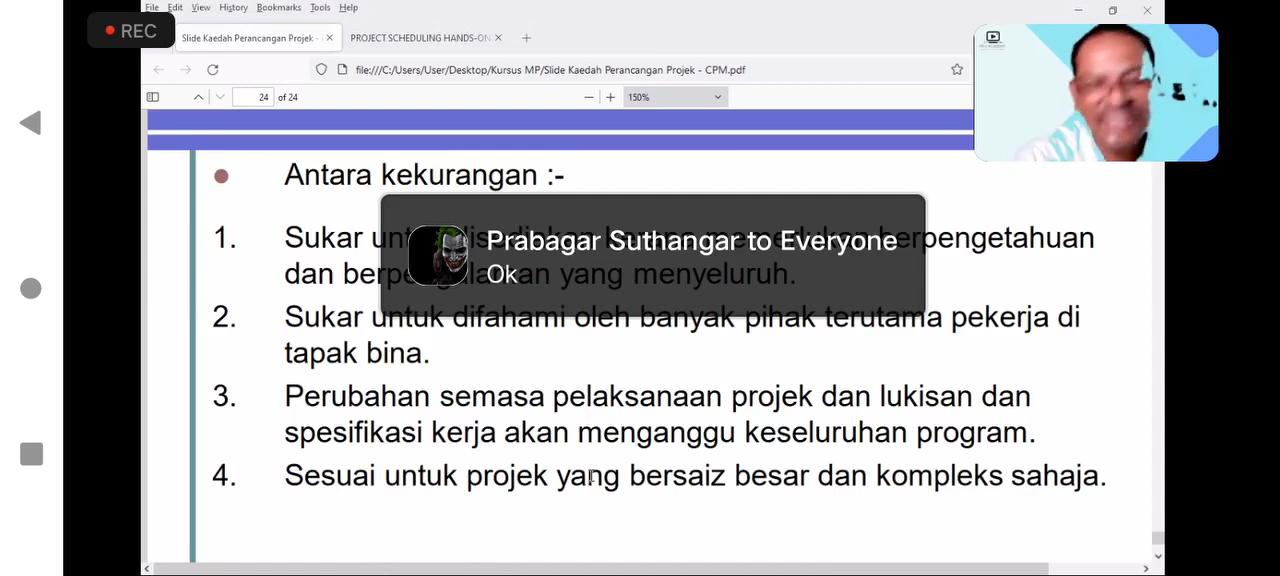 File Edit View History Bookmarks Tools Help
REC
Slide Kaedah Perancangan Projek -
PROJECT SCHEDULING HANDS-ON
file:///C:/Users/User/Desktop/Kursus MP/Slide Kaedah Perancangan Projek - CPM.pdf
24 of 24
150%
Antara kekurangan :-
Prabagar Suthangar to Everyone
Ok
1. Sukar berpengetahuan
dan yang menyeluruh.
2. Sukar untuk difahami oleh banyak pihak terutama pekerja di
tapak bina.
3. Perubahan semasa pelaksanaan projek dan lukisan dan
spesifikasi kerja akan menganggu keseluruhan program.
4. Sesuai untuk projek yang bersaiz besar dan kompleks sahaja.